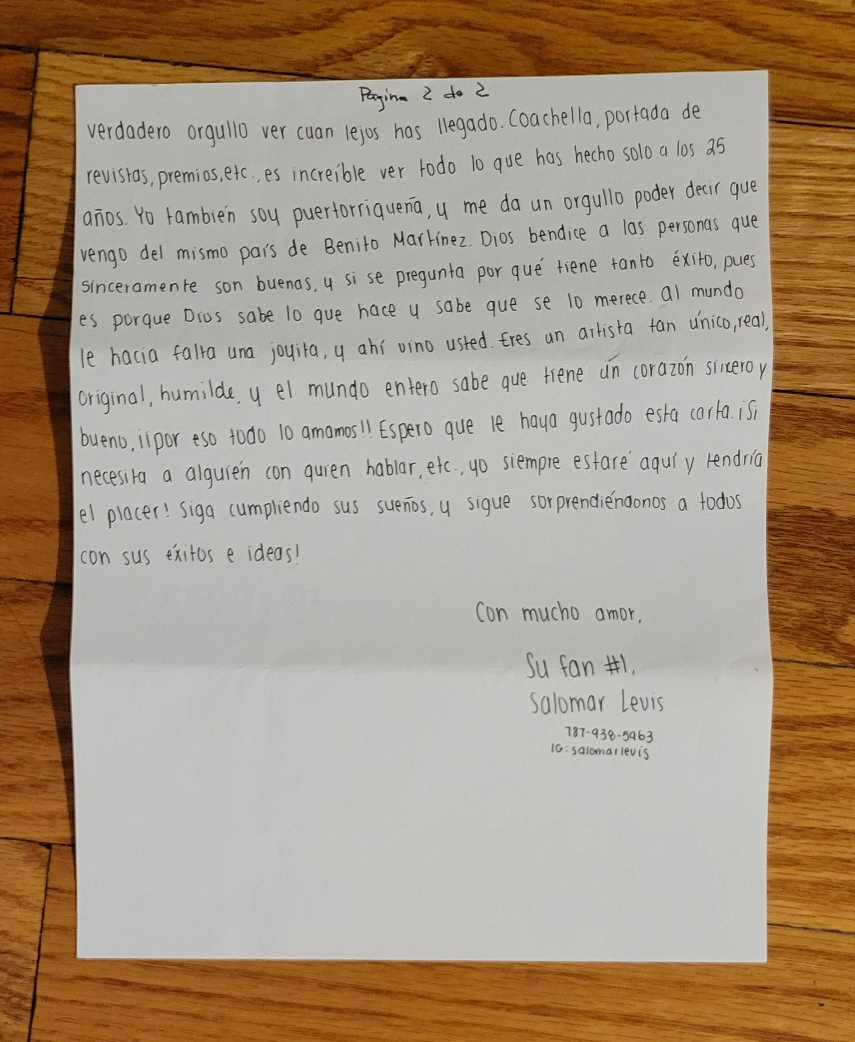 Página 2 de 2
verdadero orgullo ver cuan lejos has llegado. Coachella, portada de
revistas, premios, etc., es increíble ver todo lo que has hecho solo a los 25
años. Yo también soy puertorriqueña, y me da un orgullo poder decir que
vengo del mismo país de Benito Martínez. Dios bendice a las personas que
sinceramente son buenas, y si se pregunta por qué tiene tanto éxito, pues
es porque Dios sabe lo que hace y sabe que se lo merece. Al mundo
le hacia falta una joyita, y ahí vino usted. Eres un artista tan único, real,
original, humilde, y el mundo entero sabe que tiene un corazón sincero y
bueno, ¡¡por eso todo lo amamos!! Espero que le haya gustado esta carta. ¡Si
necesita a alguién con quien hablar, etc., yo siempre estaré aquí y tendría
el placer! Siga cumpliendo sus sueños, y sigue sorprendiéndonos a todos
con sus éxitos e ideas!
Con mucho amor,
Su fan #1,
Salomar Levis
787-938-5963
IG: salomarlevis